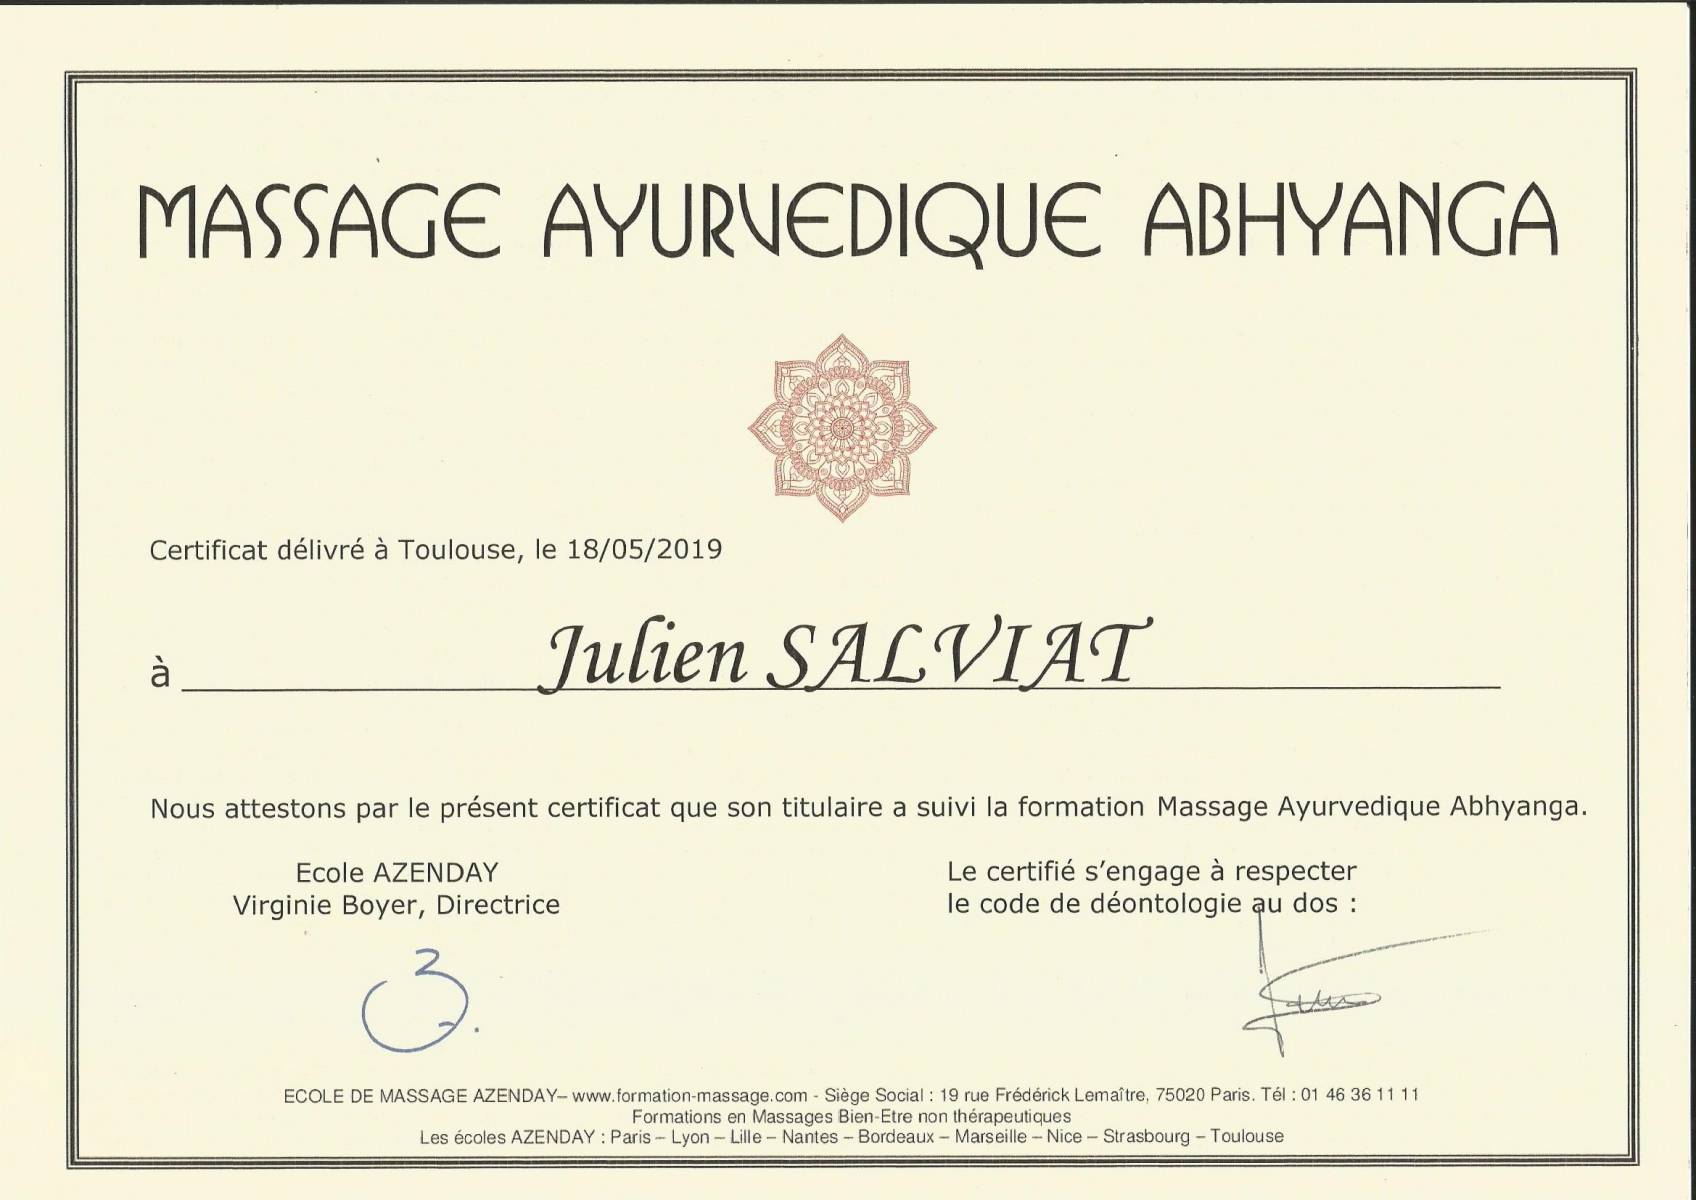 MASSAGE AYURVEDIQUE ABHYANGA
Certificat délivré à Toulouse, le 18/05/2019
à Julien SALVIAT
Nous attestons par le présent certificat que son titulaire a suivi la formation Massage Ayurvedique Abhyanga.
Ecole AZENDAY
Virginie Boyer, Directrice
Le certifié s'engage à respecter
le code de déontologie au dos :
ECOLE DE MASSAGE AZENDAY– www.formation-massage.com - Siège Social : 19 rue Frédérick Lemaître, 75020 Paris. Tél : 01 46 36 11 11
Formations en Massages Bien-Etre non thérapeutiques
Les écoles AZENDAY : Paris – Lyon – Lille – Nantes – Bordeaux – Marseille – Nice – Strasbourg – Toulouse